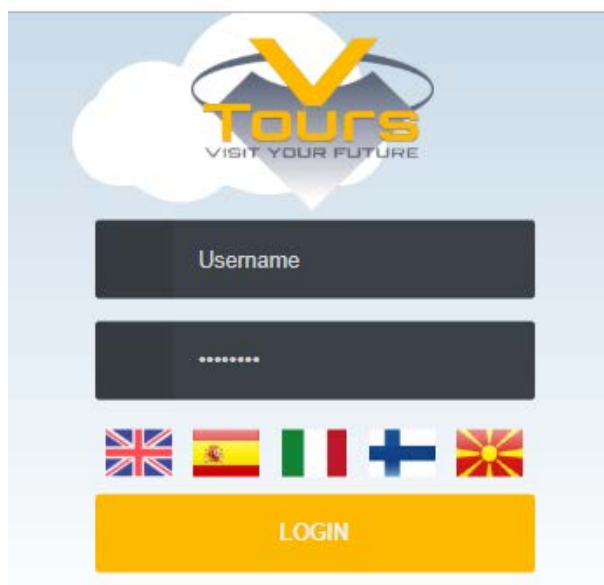 V
Tours
VISIT YOUR FUTURE
Username
••••••••
LOGIN